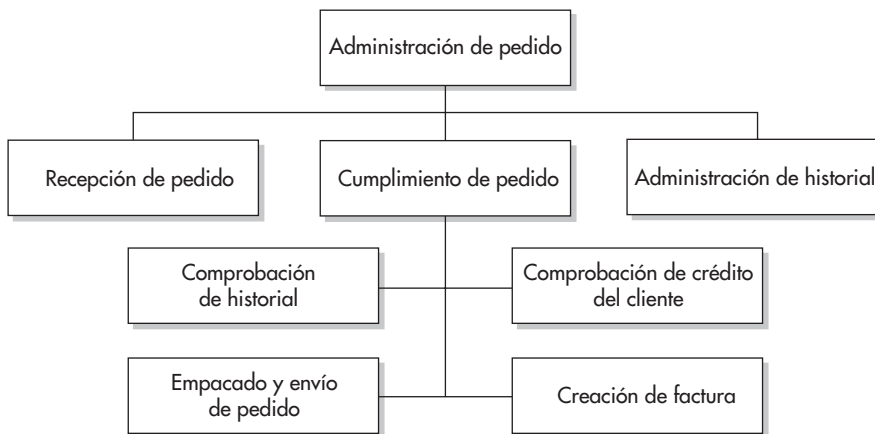 Administración de pedido
Recepción de pedido
Cumplimiento de pedido
Administración de historial
Comprobación
de historial
Comprobación de crédito
del cliente
Empacado y envío
de pedido
Creación de factura